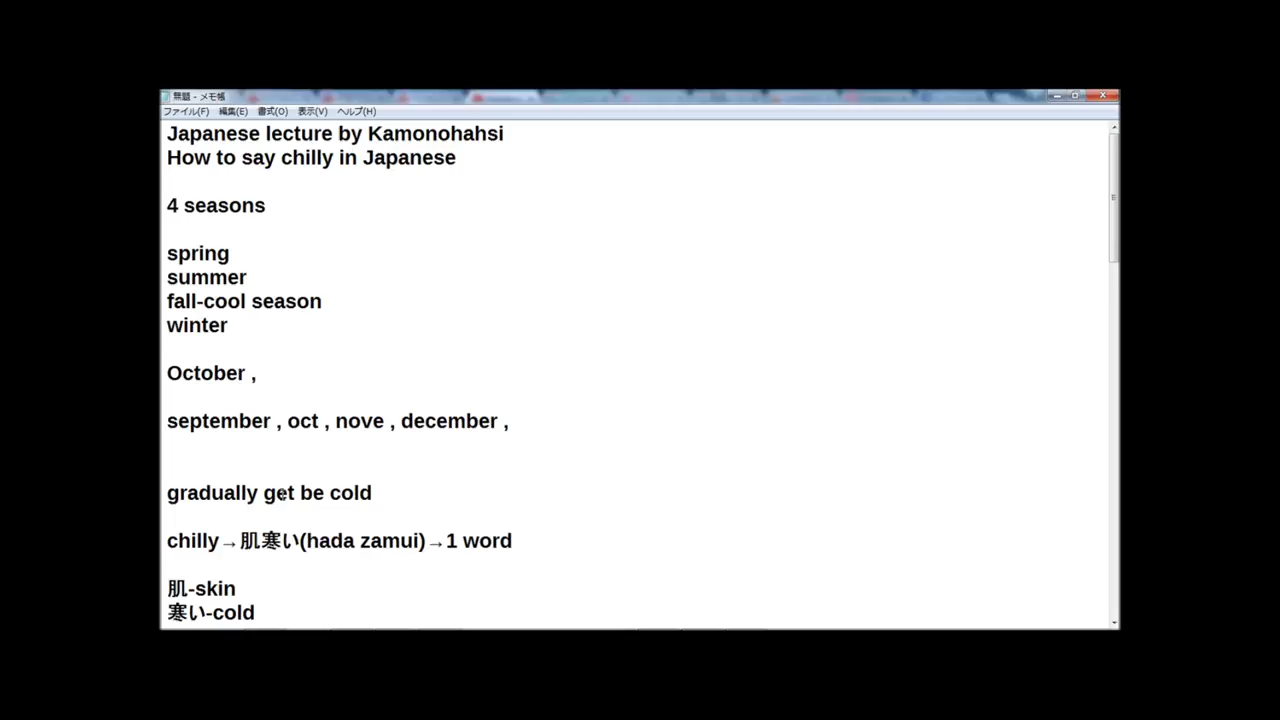 無題 - メモ帳
ファイル(F) 編集(E) 書式(O) 表示(V) ヘルプ(H)
Japanese lecture by Kamonohahsi
How to say chilly in Japanese
4 seasons
spring
summer
fall-cool season
winter
October ,
september , oct , nove , december ,
gradually get be cold
chilly→肌寒い(hada zamui)→1 word
肌-skin
寒い-cold